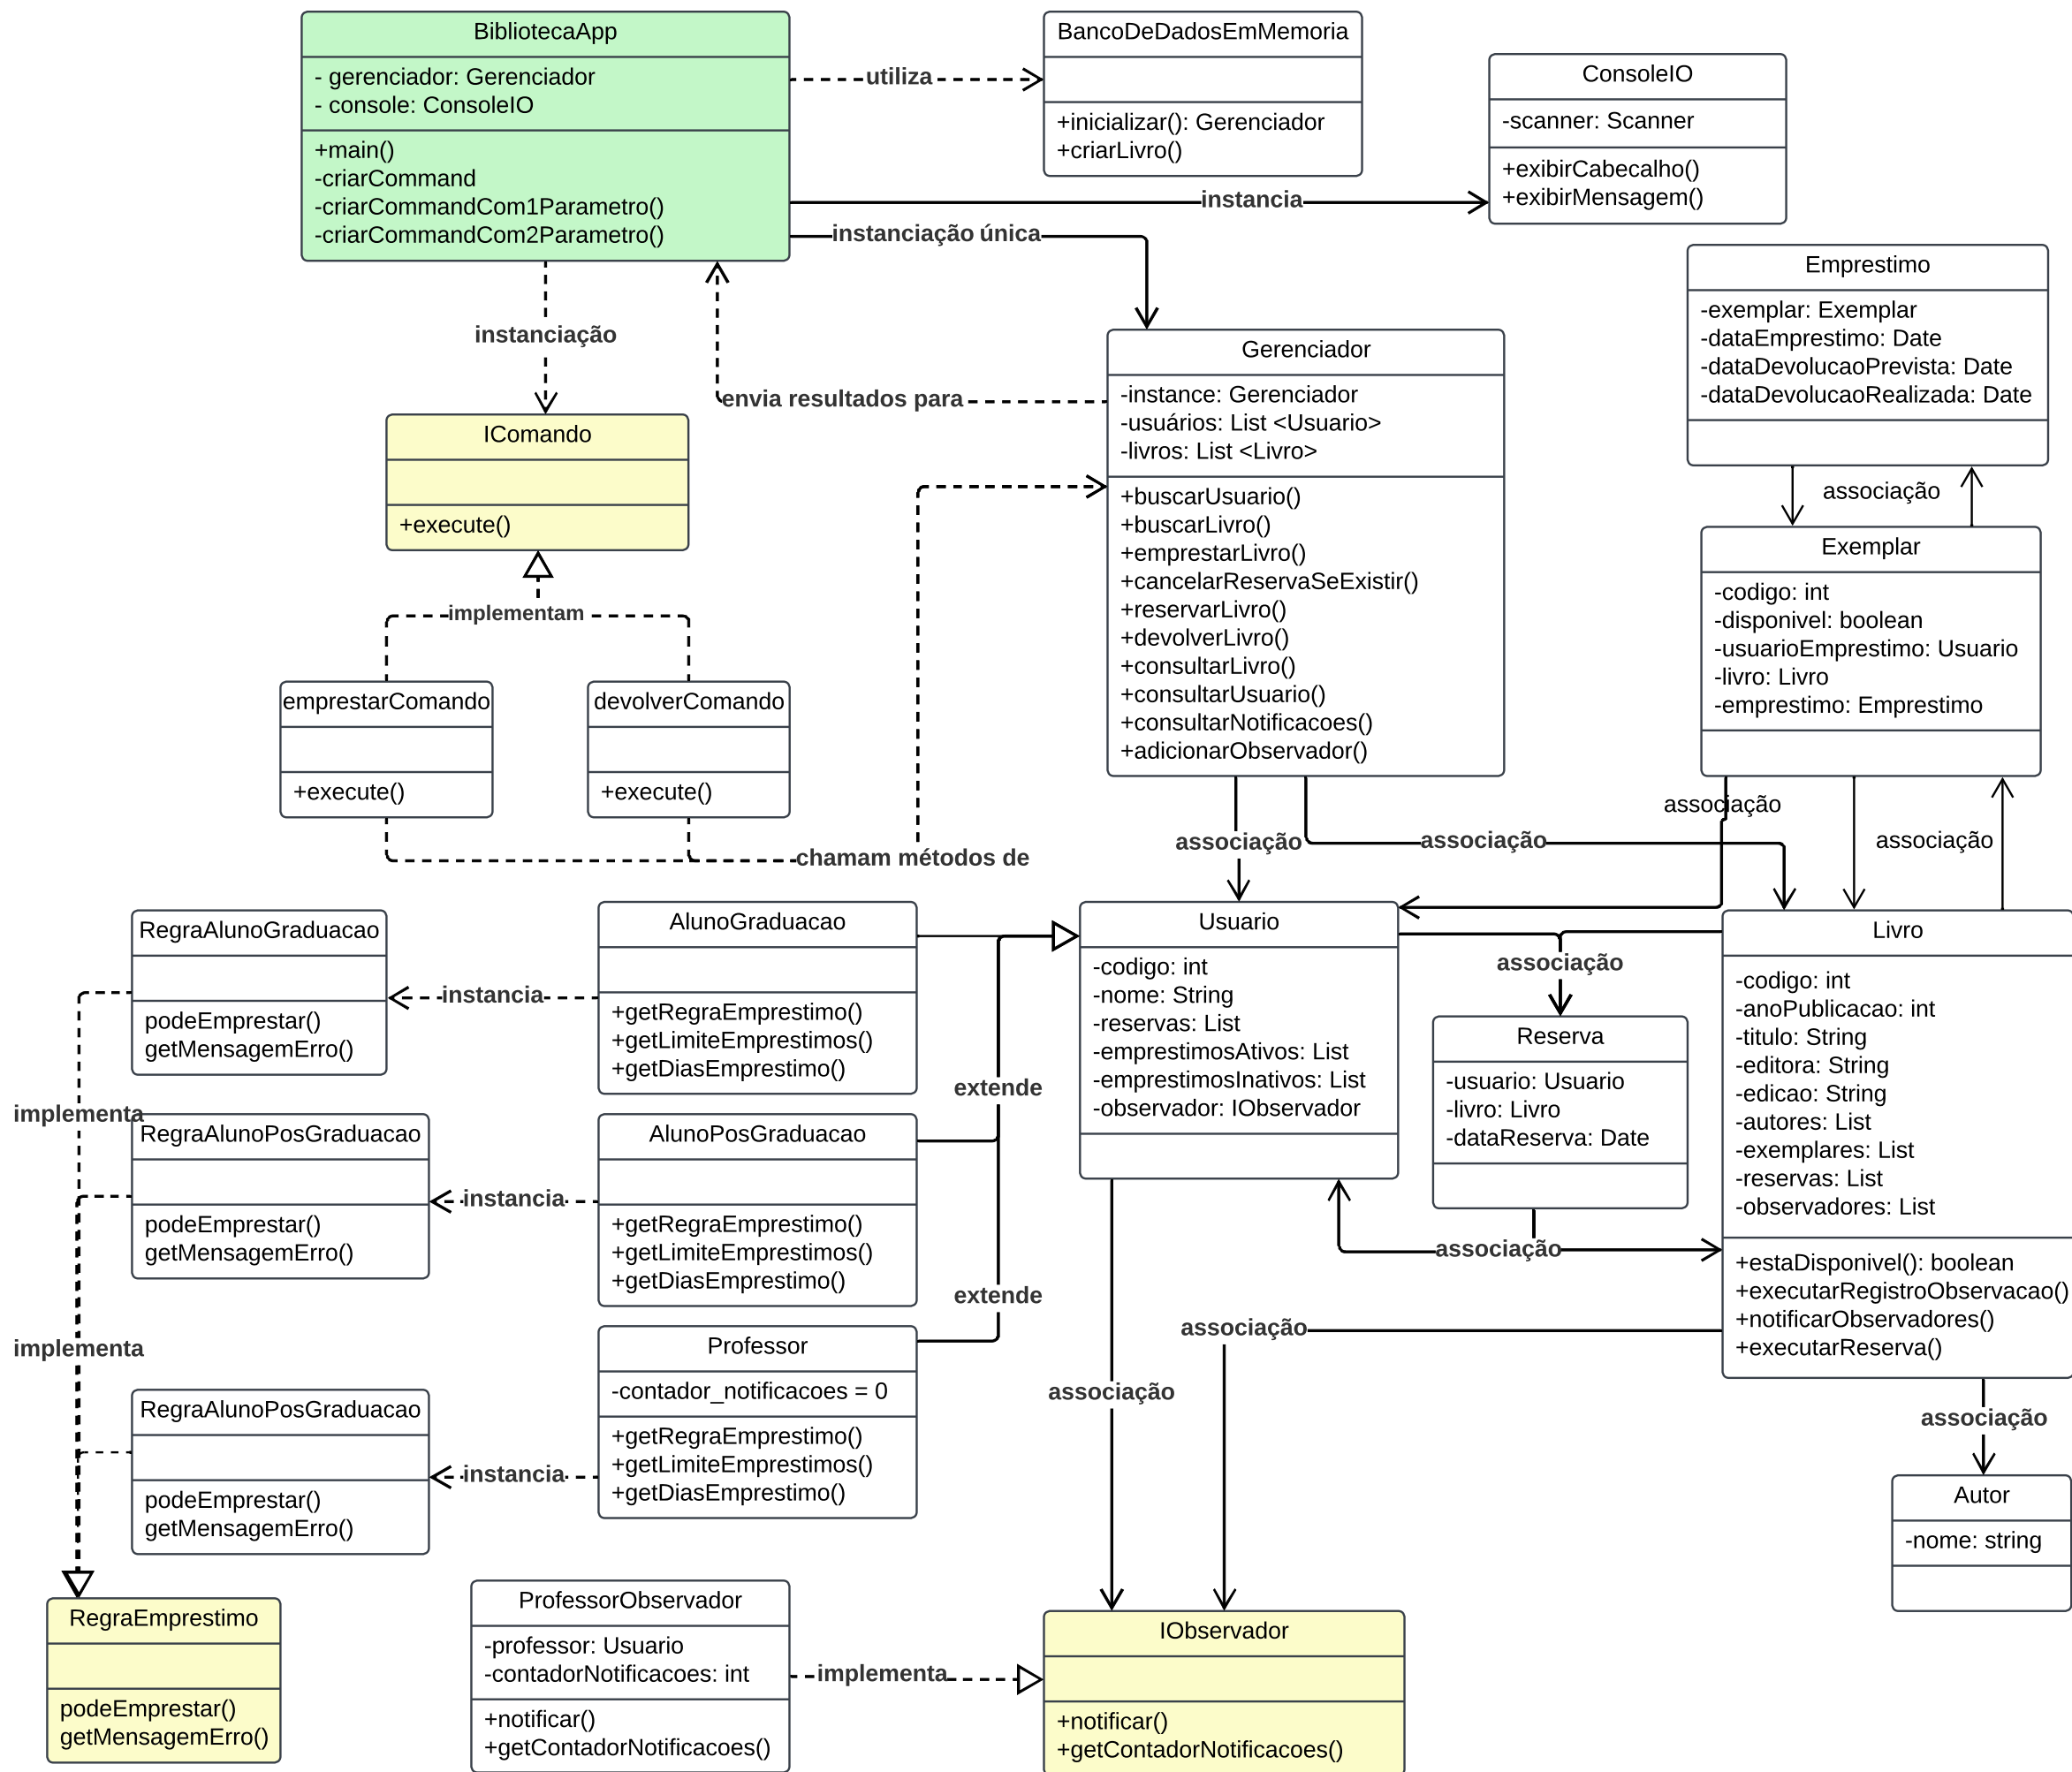 BibliotecaApp
- gerenciador: Gerenciador
- console: ConsoleIO
+main()
-criarCommand
-criarCommandCom1Parametro()
-criarCommandCom2Parametro()
utiliza
BancoDeDadosEmMemoria
+inicializar(): Gerenciador
+criarLivro()
ConsoleIO
-scanner: Scanner
+exibirCabecalho()
+exibirMensagem()
instancia
instanciação única
instanciação
envia resultados para
Gerenciador
-instance: Gerenciador
-usuários: List <Usuario>
-livros: List <Livro>
+buscarUsuario()
+buscarLivro()
+emprestarLivro()
+cancelarReservaSeExistir()
+reservarLivro()
+devolverLivro()
+consultarLivro()
+consultarUsuario()
+consultarNotificacoes()
+adicionarObservador()
Emprestimo
-exemplar: Exemplar
-dataEmprestimo: Date
-dataDevolucaoPrevista: Date
-dataDevolucaoRealizada: Date
associação
Exemplar
-codigo: int
-disponivel: boolean
-usuarioEmprestimo: Usuario
-livro: Livro
-emprestimo: Emprestimo
IComando
+execute()
implementam
emprestarComando
+execute()
devolverComando
+execute()
chamam métodos de
associação
associação
associação
associação
RegraAlunoGraduacao
podeEmprestar()
getMensagemErro()
instancia
AlunoGraduacao
+getRegraEmprestimo()
+getLimiteEmprestimos()
+getDiasEmprestimo()
extende
Usuario
-codigo: int
-nome: String
-reservas: List
-emprestimosAtivos: List
-emprestimosInativos: List
-observador: IObservador
associação
Reserva
-usuario: Usuario
-livro: Livro
-dataReserva: Date
associação
Livro
-codigo: int
-anoPublicacao: int
-titulo: String
-editora: String
-edicao: String
-autores: List
-exemplares: List
-reservas: List
-observadores: List
+estaDisponivel(): boolean
+executarRegistroObservacao()
+notificarObservadores()
+executarReserva()
implementa
RegraAlunoPosGraduacao
podeEmprestar()
getMensagemErro()
instancia
AlunoPosGraduacao
+getRegraEmprestimo()
+getLimiteEmprestimos()
+getDiasEmprestimo()
extende
associação
implementa
RegraAlunoPosGraduacao
podeEmprestar()
getMensagemErro()
instancia
Professor
-contador_notificacoes = 0
+getRegraEmprestimo()
+getLimiteEmprestimos()
+getDiasEmprestimo()
associação
associação
Autor
-nome: string
RegraEmprestimo
podeEmprestar()
getMensagemErro()
ProfessorObservador
-professor: Usuario
-contadorNotificacoes: int
+notificar()
+getContadorNotificacoes()
implementa
IObservador
+notificar()
+getContadorNotificacoes()